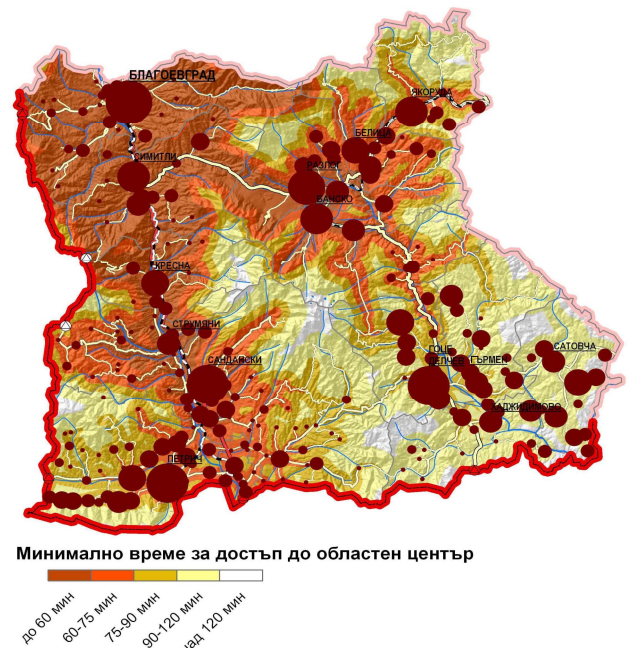 БЛАГОЕВГРАД
ЯКОРУДА
БЕЛИЦА
СИМИТЛИ
РАЗЛОГ
БАНСКО
КРЕСНА
СТРУМЯНИ
ГОЦЕ
ДЕЛЧЕВ
ГЪРМЕН
САТОВЧА
САНДАНСКИ
ХАДЖИДИМОВО
ПЕТРИЧ
Минимално време за достъп до областен център
до 60 мин
60-75 мин
75-90 мин
90-120 мин
над 120 мин